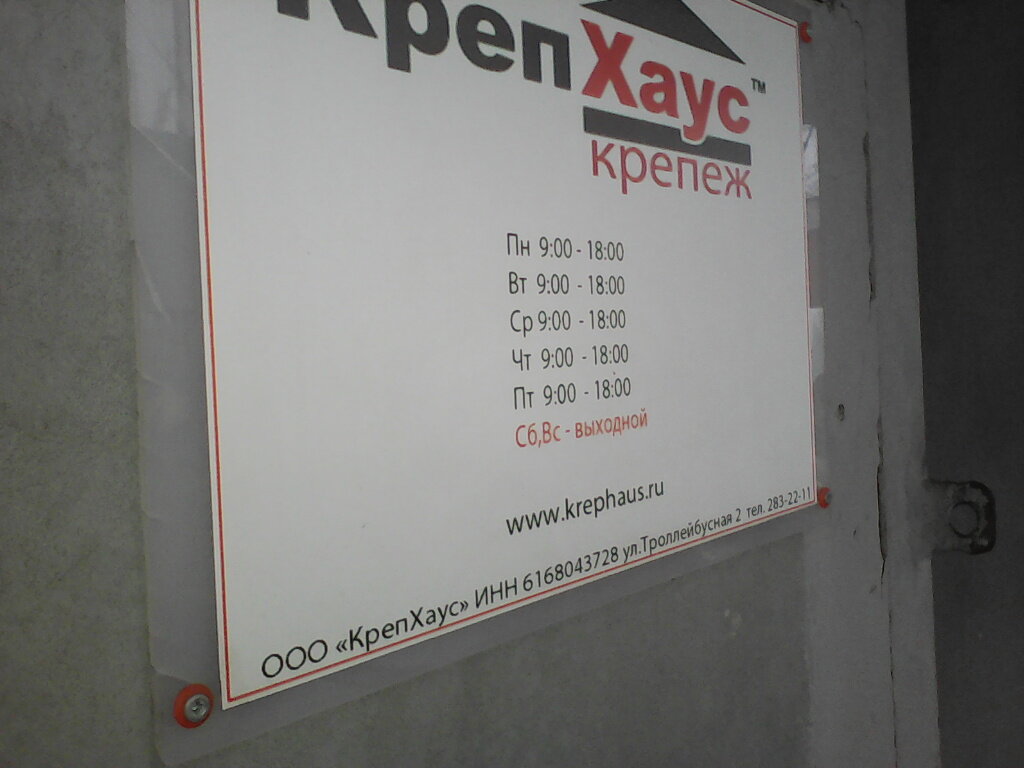 КрепХаус™
крепеж
Пн 9:00 - 18:00
Вт 9:00 - 18:00
Ср 9:00 - 18:00
Чт 9:00 - 18:00
Пт 9:00 - 18:00
Сб,Вс - выходной
www.krephaus.ru
ООО «КрепХаус» ИНН 6168043728 ул.Троллейбусная 2 тел. 283-22-11